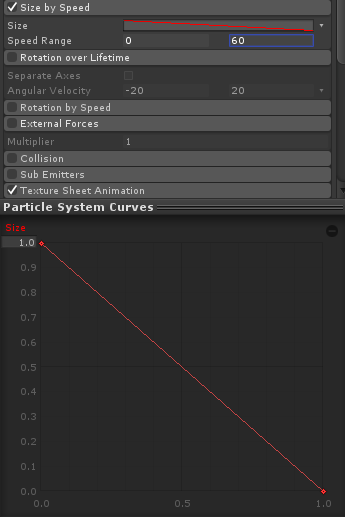 Size by Speed
Size
Speed Range 0 60
Rotation over Lifetime
Separate Axes
Angular Velocity -20 20
Rotation by Speed
External Forces
Multiplier 1
Collision
Sub Emitters
Texture Sheet Animation
Particle System Curves
Size
1.0
0.9
0.8
0.7
0.6
0.5
0.4
0.3
0.2
0.1
0.0
0.0 0.5 1.0